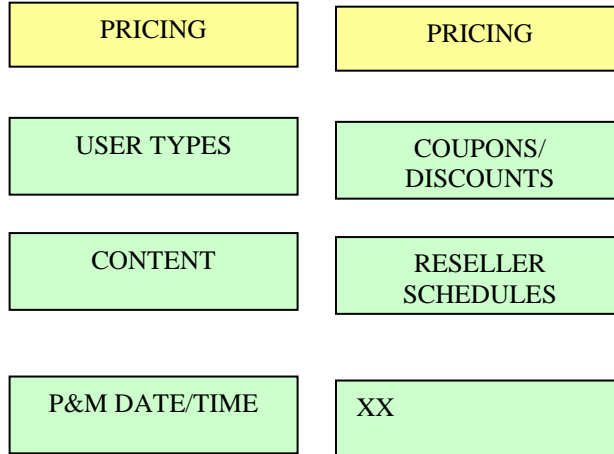 PRICING
PRICING
USER TYPES
COUPONS/
DISCOUNTS
CONTENT
RESELLER
SCHEDULES
P&M DATE/TIME
XX